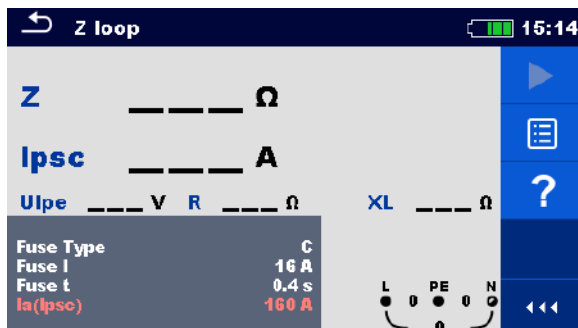 Z loop 15:14
Z ___ Ω
Ipsc ___ A
Ulpe ___ V R ___ Ω XL ___ Ω
?
Fuse Type C
Fuse I 16 A
Fuse t 0.4 s
Ia(Ipsc) 160 A
L PE N
0 0
0